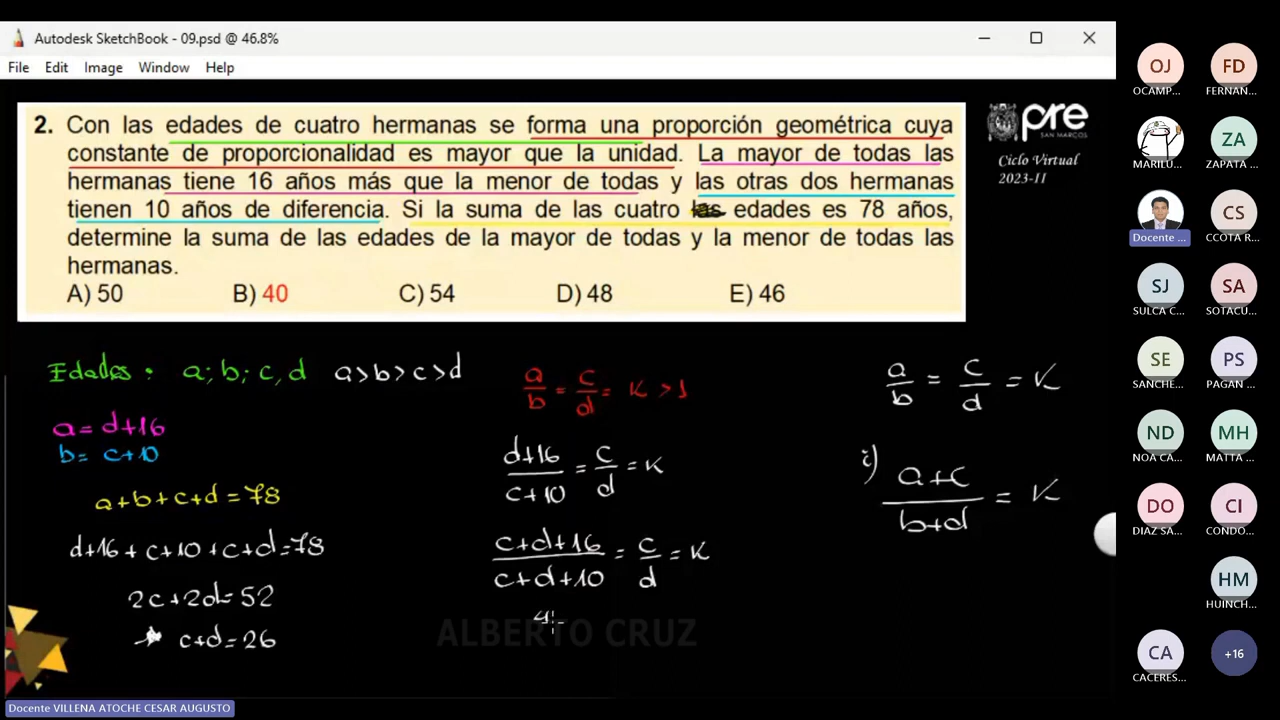 Autodesk SketchBook - 09.psd @ 46.8%
File Edit Image Window Help
2. Con las edades de cuatro hermanas se forma una proporción geométrica cuya
constante de proporcionalidad es mayor que la unidad. La mayor de todas las
hermanas tiene 16 años más que la menor de todas y las otras dos hermanas
tienen 10 años de diferencia. Si la suma de las cuatro edades es 78 años,
determine la suma de las edades de la mayor de todas y la menor de todas las
hermanas.
A) 50 B) 40 C) 54 D) 48 E) 46
pre
SAN MARCOS
Ciclo Virtual
2023-II
Edades : a; b; c, d a>b>c>d
a = d+16
b = c+10
a+b+c+d=78
d+16+c+10+c+d=78
2c+2d=52
c+d=26
a/b = c/d = K >1
d+16/c+10 = c/d = K
c+d+16/c+d+10 = c/d = K
4
a/b = c/d = K
i) a+c/b+d = K
ALBERTO CRUZ
Docente VILLENA ATOCHE CESAR AUGUSTO
OJ
OCAMP...
FD
FERNAN...
MARILÚ...
ZA
ZAPATA ...
Docente ...
CS
CCOTA R...
SJ
SULCA C...
SA
SOTACU...
SE
SANCHE...
PS
PAGAN ...
ND
NOA CA...
MH
MATTA ...
DO
DIAZ SA...
CI
CONDO...
HM
HUINCH...
CA
CACERES...
+16